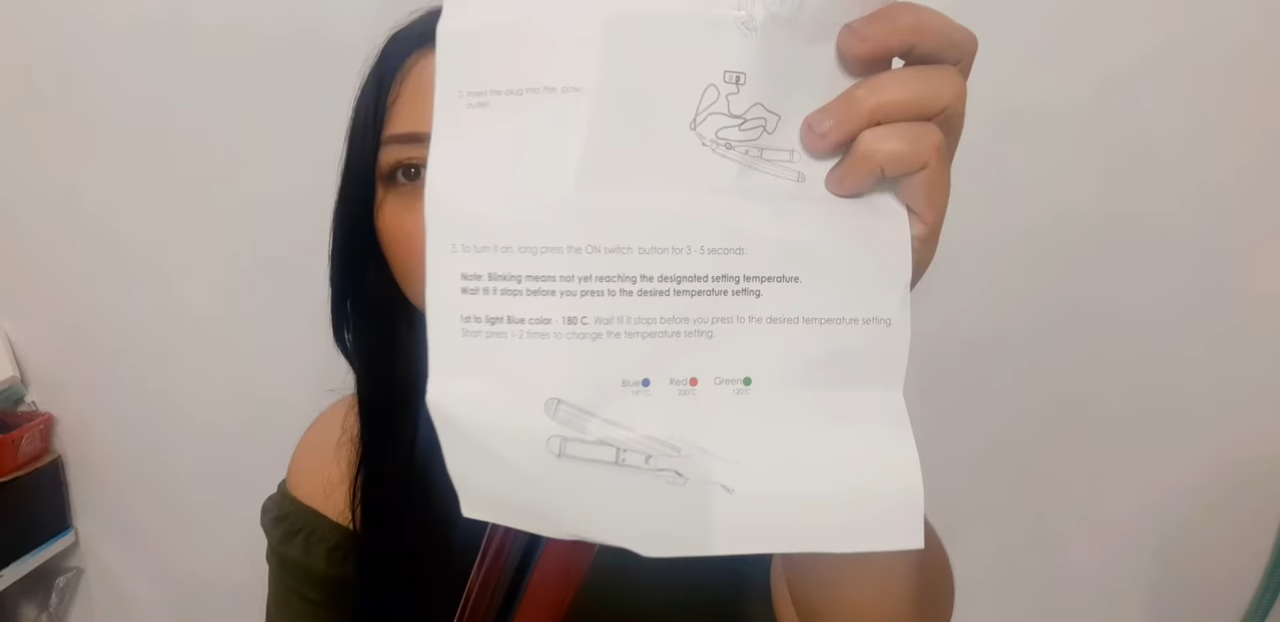 2. Insert the plug into the pow
outlet
3. To turn it on, long press the ON switch button for 3 - 5 seconds:
Note: Blinking means not yet reaching the designated setting temperature.
Wait til it stops before you press to the desired temperature setting.
1st to light Blue color - 180 C. Wait til it stops before you press to the desired temperature setting.
Short press 1-2 times to change the temperature setting.
Blue Red Green